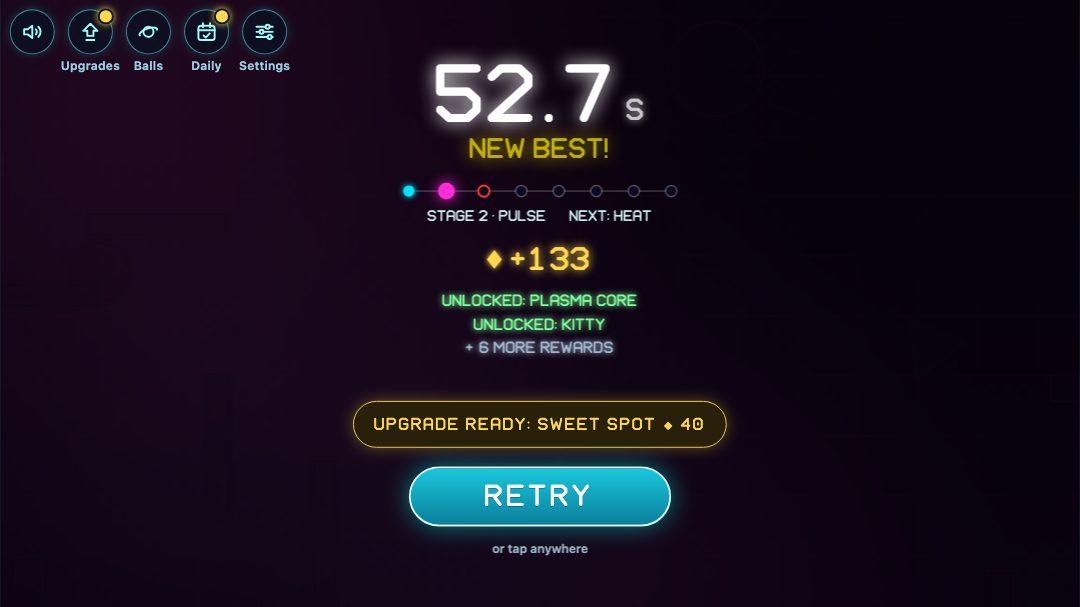 Upgrades
Balls
Daily
Settings
52.7 s
NEW BEST!
STAGE 2 · PULSE NEXT: HEAT
+133
UNLOCKED: PLASMA CORE
UNLOCKED: KITTY
+ 6 MORE REWARDS
UPGRADE READY: SWEET SPOT ◆ 40
RETRY
or tap anywhere